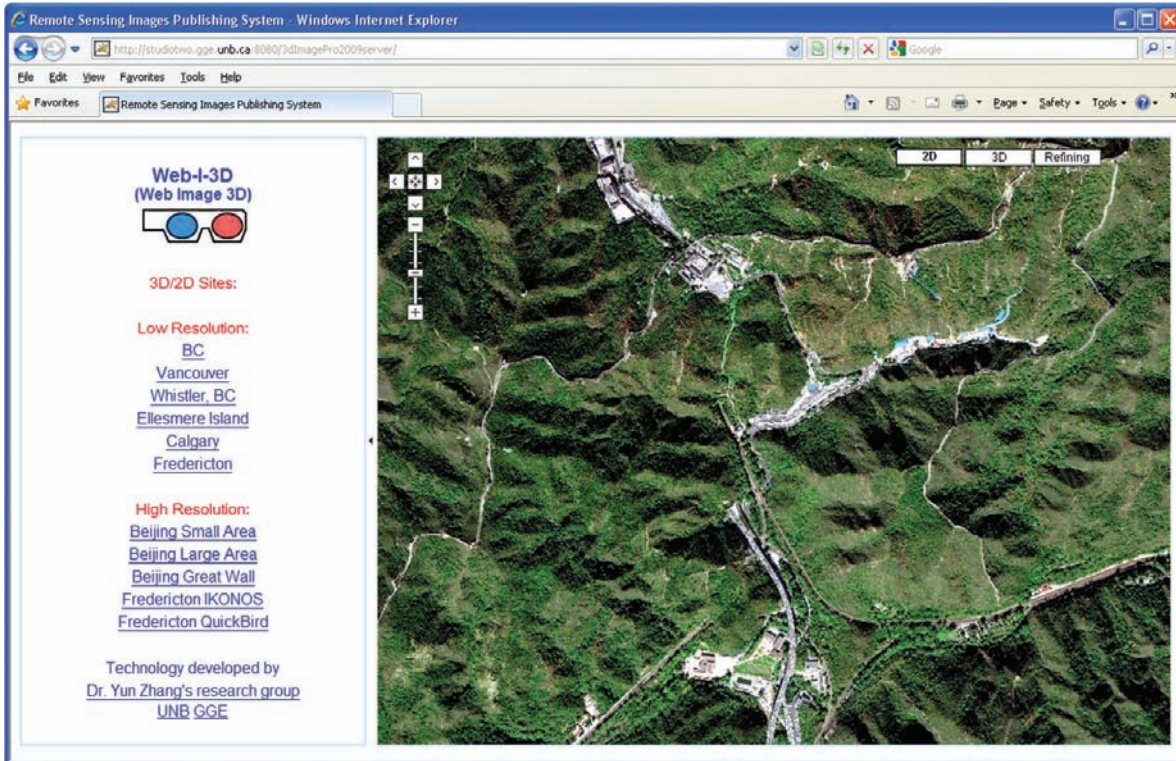 Remote Sensing Images Publishing System - Windows Internet Explorer
http://studiotwo.gge.unb.ca:8080/3dImagePro2009server/
Google
File Edit View Favorites Tools Help
Favorites Remote Sensing Images Publishing System Page Safety Tools
Web-I-3D
(Web Image 3D)
3D/2D Sites:
Low Resolution:
BC
Vancouver
Whistler, BC
Ellesmere Island
Calgary
Fredericton
High Resolution:
Beijing Small Area
Beijing Large Area
Beijing Great Wall
Fredericton IKONOS
Fredericton QuickBird
Technology developed by
Dr. Yun Zhang's research group
UNB GGE
2D 3D Refining